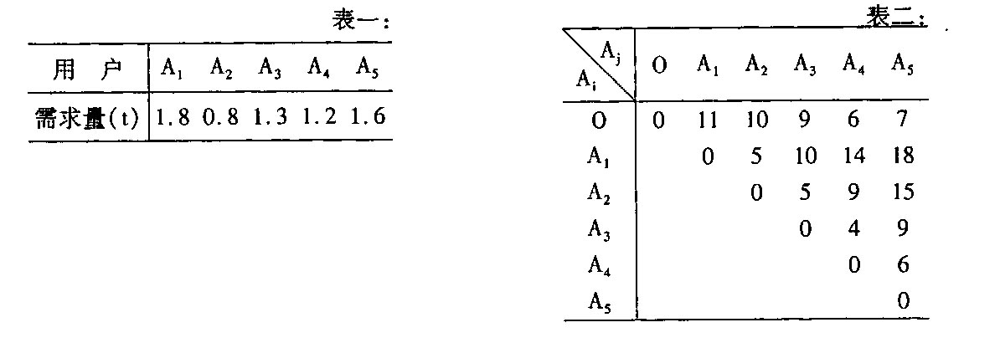 表一：
用 户 A₁ A₂ A₃ A₄ A₅
需求量(t) 1.8 0.8 1.3 1.2 1.6
表二：
Aⱼ
Aᵢ
O A₁ A₂ A₃ A₄ A₅
O 0 11 10 9 6 7
A₁ 0 5 10 14 18
A₂ 0 5 9 15
A₃ 0 4 9
A₄ 0 6
A₅ 0